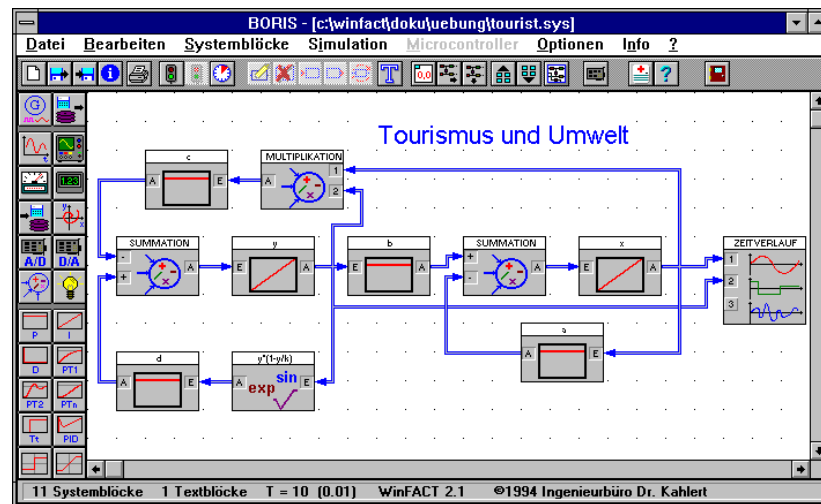 BORIS - [c:\winfact\doku\uebung\tourist.sys]
Datei Bearbeiten Systemblöcke Simulation Microcontroller Optionen Info ?
0,0 T ?
G
Tourismus und Umwelt
c MULTIPLIKATION
A E A 1
2
SUMMATION y b SUMMATION x ZEITVERLAUF
- + A E A E A + - A E A 1 2 3
A/D D/A
d y*(1-y/k) a
A E A exp sin E A E
P I
D PT1
PT2 PTn
Tt PID
11 Systemblöcke 1 Textblöcke T = 10 (0.01) WinFACT 2.1 ©1994 Ingenieurbüro Dr. Kahlert